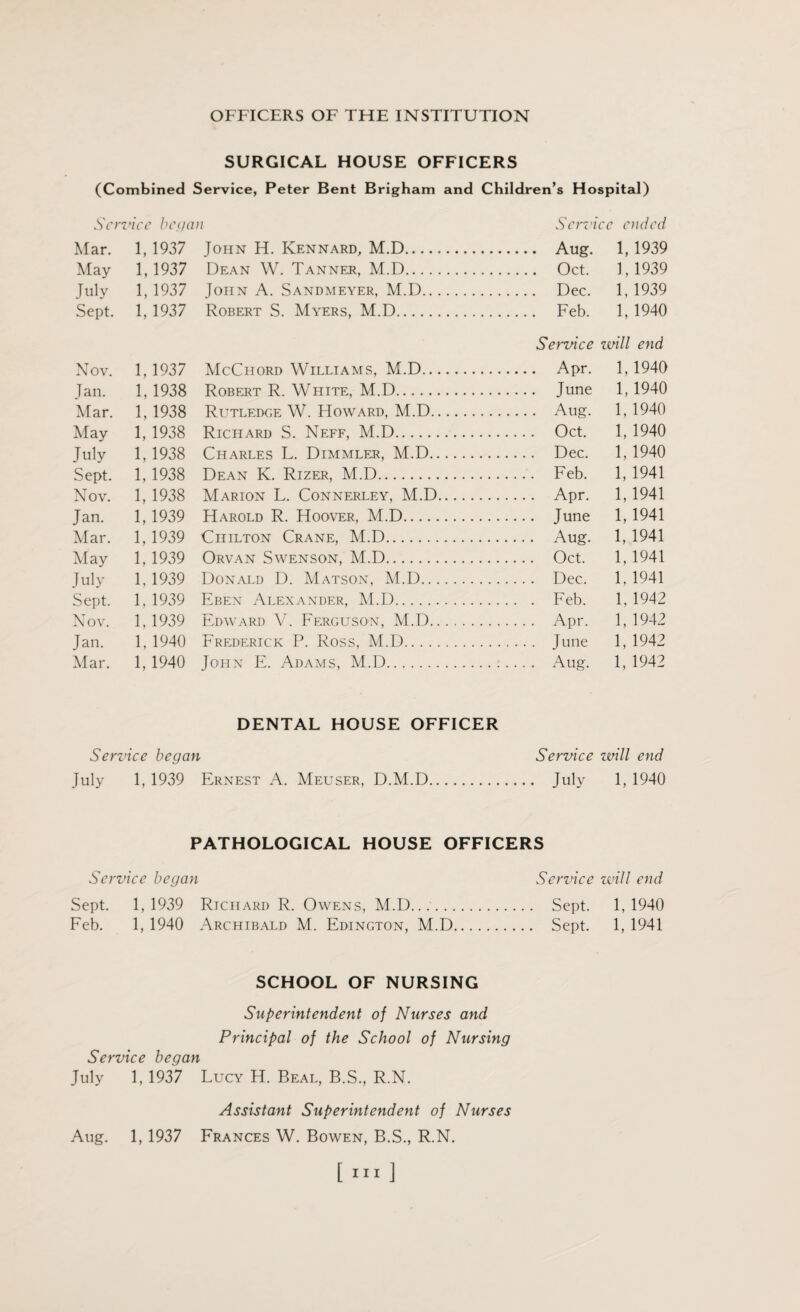 OFFICERS OF THE INSTITUTION
SURGICAL HOUSE OFFICERS
(Combined Service, Peter Bent Brigham and Children's Hospital)
Service began Service ended
Mar. 1, 1937 John H. Kennard, M.D. Aug. 1, 1939
May 1, 1937 Dean W. Tanner, M.D. Oct. 1, 1939
July 1, 1937 John A. Sandmeyer, M.D. Dec. 1, 1939
Sept. 1, 1937 Robert S. Myers, M.D. Feb. 1, 1940
Service will end
Nov. 1, 1937 McChord Williams, M.D. Apr. 1, 1940
Jan. 1, 1938 Robert R. White, M.D. June 1, 1940
Mar. 1, 1938 Rutledge W. Howard, M.D. Aug. 1, 1940
May 1, 1938 Richard S. Neff, M.D. Oct. 1, 1940
July 1, 1938 Charles L. Dimmler, M.D. Dec. 1, 1940
Sept. 1, 1938 Dean K. Rizer, M.D. Feb. 1, 1941
Nov. 1, 1938 Marion L. Connerley, M.D. Apr. 1, 1941
Jan. 1, 1939 Harold R. Hoover, M.D. June 1, 1941
Mar. 1, 1939 Chilton Crane, M.D. Aug. 1, 1941
May 1, 1939 Orvan Swenson, M.D. Oct. 1, 1941
July 1, 1939 Donald D. Matson, M.D. Dec. 1, 1941
Sept. 1, 1939 Eben Alexander, M.D. Feb. 1, 1942
Nov. 1, 1939 Edward V. Ferguson, M.D. Apr. 1, 1942
Jan. 1, 1940 Frederick P. Ross, M.D. June 1, 1942
Mar. 1, 1940 John E. Adams, M.D. Aug. 1, 1942
DENTAL HOUSE OFFICER
Service began Service will end
July 1, 1939 Ernest A. Meuser, D.M.D. July 1, 1940
PATHOLOGICAL HOUSE OFFICERS
Service began Service will end
Sept. 1, 1939 Richard R. Owens, M.D. Sept. 1, 1940
Feb. 1, 1940 Archibald M. Edington, M.D. Sept. 1, 1941
SCHOOL OF NURSING
Superintendent of Nurses and
Principal of the School of Nursing
Service began
July 1, 1937 Lucy H. Beal, B.S., R.N.
Assistant Superintendent of Nurses
Aug. 1, 1937 Frances W. Bowen, B.S., R.N.
[ III ]